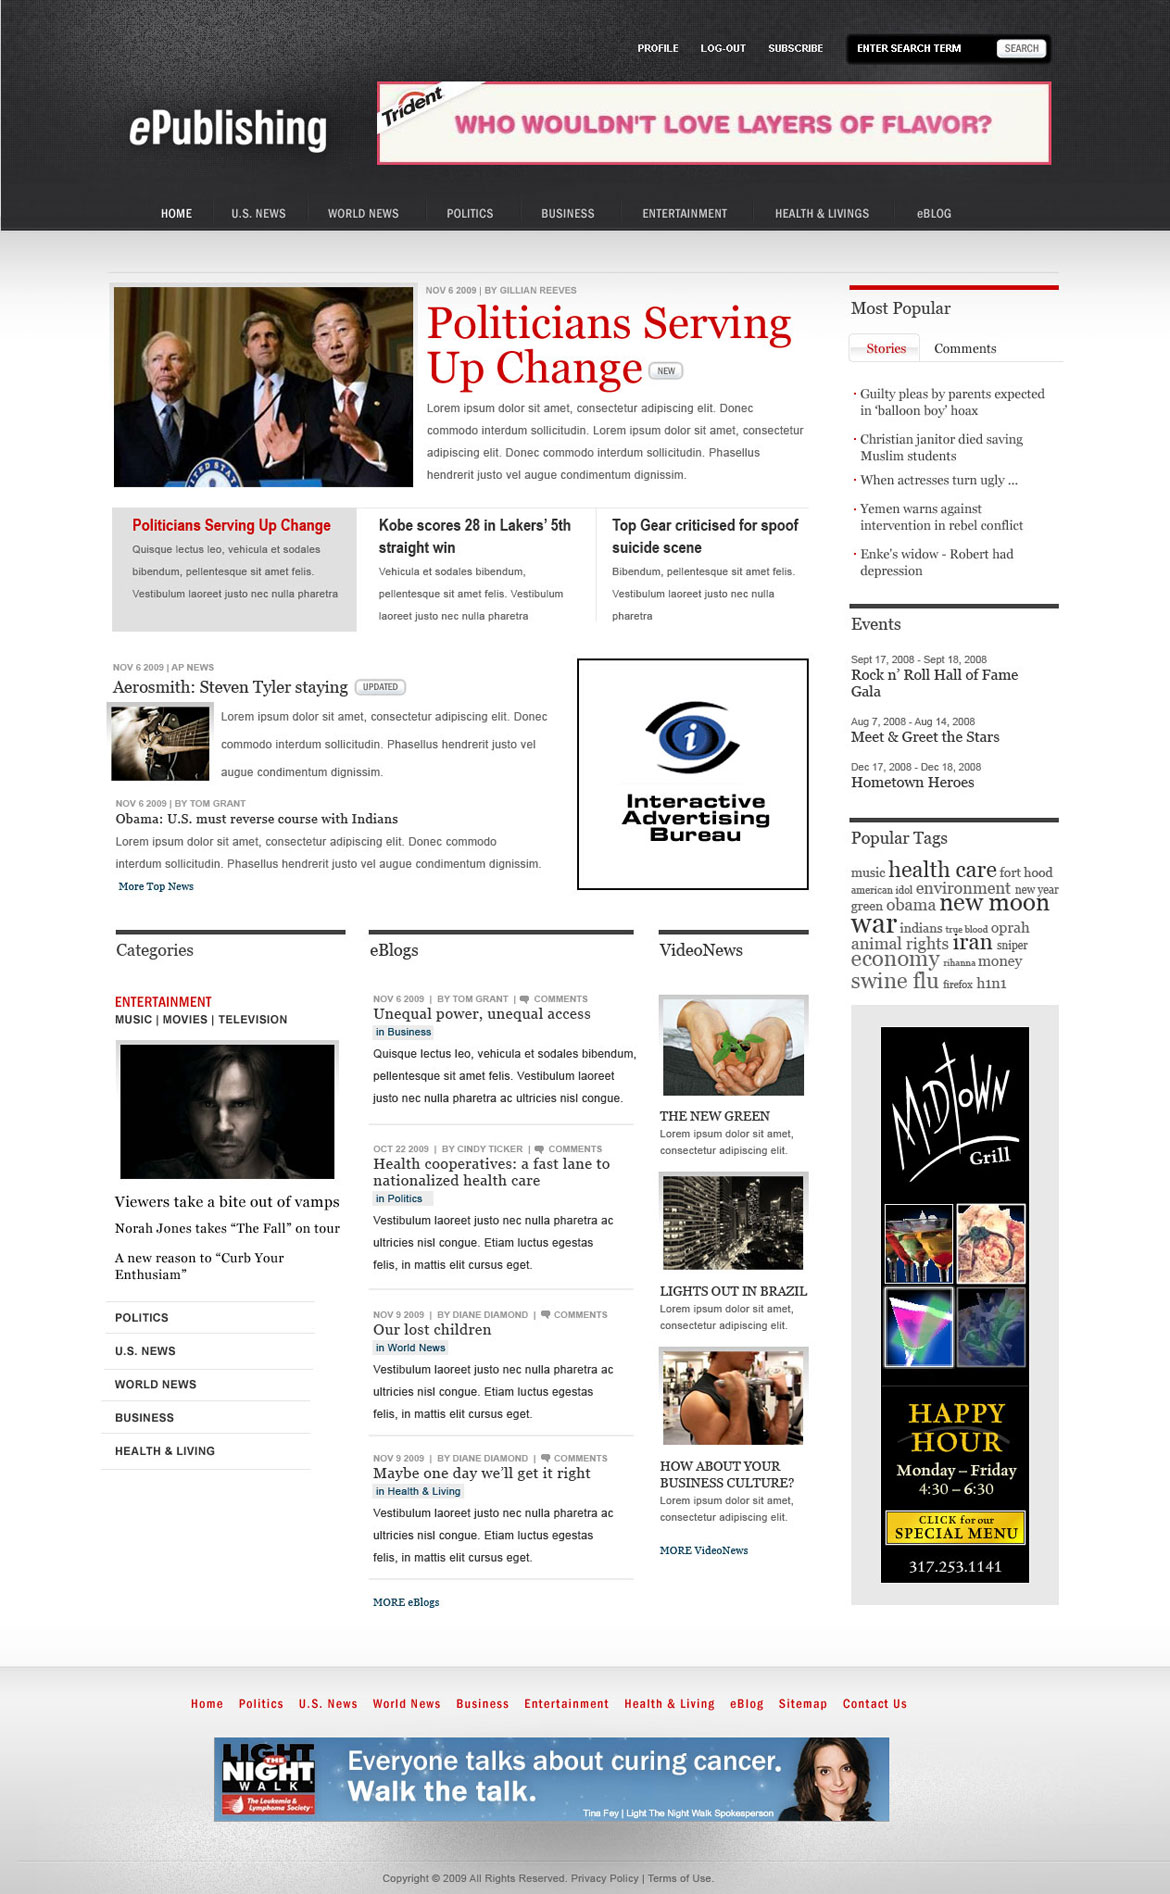 PROFILE LOG-OUT SUBSCRIBE ENTER SEARCH TERM SEARCH
ePublishing
Trident
WHO WOULDN'T LOVE LAYERS OF FLAVOR?
HOME U.S. NEWS WORLD NEWS POLITICS BUSINESS ENTERTAINMENT HEALTH & LIVINGS eBLOG
UNITED ST
NOV 6 2009 | BY GILLIAN REEVES
Politicians Serving
Up Change NEW
Lorem ipsum dolor sit amet, consectetur adipiscing elit. Donec
commodo interdum sollicitudin. Lorem ipsum dolor sit amet, consectetur
adipiscing elit. Donec commodo interdum sollicitudin. Phasellus
hendrerit justo vel augue condimentum dignissim.
Politicians Serving Up Change
Quisque lectus leo, vehicula et sodales
bibendum, pellentesque sit amet felis.
Vestibulum laoreet justo nec nulla pharetra
Kobe scores 28 in Lakers’ 5th
straight win
Vehicula et sodales bibendum,
pellentesque sit amet felis. Vestibulum
laoreet justo nec nulla pharetra
Top Gear criticised for spoof
suicide scene
Bibendum, pellentesque sit amet felis.
Vestibulum laoreet justo nec nulla
pharetra
NOV 6 2009 | AP NEWS
Aerosmith: Steven Tyler staying UPDATED
Lorem ipsum dolor sit amet, consectetur adipiscing elit. Donec
commodo interdum sollicitudin. Phasellus hendrerit justo vel
augue condimentum dignissim.
NOV 6 2009 | BY TOM GRANT
Obama: U.S. must reverse course with Indians
Lorem ipsum dolor sit amet, consectetur adipiscing elit. Donec commodo
interdum sollicitudin. Phasellus hendrerit justo vel augue condimentum dignissim.
More Top News
i
Interactive
Advertising
Bureau
Most Popular
Stories Comments
· Guilty pleas by parents expected
in ‘balloon boy’ hoax
· Christian janitor died saving
Muslim students
· When actresses turn ugly ...
· Yemen warns against
intervention in rebel conflict
· Enke's widow - Robert had
depression
Events
Sept 17, 2008 - Sept 18, 2008
Rock n’ Roll Hall of Fame
Gala
Aug 7, 2008 - Aug 14, 2008
Meet & Greet the Stars
Dec 17, 2008 - Dec 18, 2008
Hometown Heroes
Popular Tags
music health care fort hood
american idol environment new year
green obama new moon
war indians true blood oprah
animal rights iran sniper
economy rihanna money
swine flu firefox h1n1
Categories
ENTERTAINMENT
MUSIC | MOVIES | TELEVISION
Viewers take a bite out of vamps
Norah Jones takes “The Fall” on tour
A new reason to “Curb Your
Enthusiam”
POLITICS
U.S. NEWS
WORLD NEWS
BUSINESS
HEALTH & LIVING
eBlogs
NOV 6 2009 | BY TOM GRANT | COMMENTS
Unequal power, unequal access
in Business
Quisque lectus leo, vehicula et sodales bibendum,
pellentesque sit amet felis. Vestibulum laoreet
justo nec nulla pharetra ac ultricies nisl congue.
OCT 22 2009 | BY CINDY TICKER | COMMENTS
Health cooperatives: a fast lane to
nationalized health care
in Politics
Vestibulum laoreet justo nec nulla pharetra ac
ultricies nisl congue. Etiam luctus egestas
felis, in mattis elit cursus eget.
NOV 9 2009 | BY DIANE DIAMOND | COMMENTS
Our lost children
in World News
Vestibulum laoreet justo nec nulla pharetra ac
ultricies nisl congue. Etiam luctus egestas
felis, in mattis elit cursus eget.
NOV 9 2009 | BY DIANE DIAMOND | COMMENTS
Maybe one day we’ll get it right
in Health & Living
Vestibulum laoreet justo nec nulla pharetra ac
ultricies nisl congue. Etiam luctus egestas
felis, in mattis elit cursus eget.
MORE eBlogs
VideoNews
THE NEW GREEN
Lorem ipsum dolor sit amet,
consectetur adipiscing elit.
LIGHTS OUT IN BRAZIL
Lorem ipsum dolor sit amet,
consectetur adipiscing elit.
HOW ABOUT YOUR
BUSINESS CULTURE?
Lorem ipsum dolor sit amet,
consectetur adipiscing elit.
MORE VideoNews
MIDTOWN
Grill
HAPPY
HOUR
Monday – Friday
4:30 – 6:30
CLICK for our
SPECIAL MENU
317.253.1141
Home Politics U.S. News World News Business Entertainment Health & Living eBlog Sitemap Contact Us
LIGHT
THE
NIGHT
WALK
The Leukemia &
Lymphoma Society
Everyone talks about curing cancer.
Walk the talk.
Tina Fey | Light The Night Walk Spokesperson
Copyright © 2009 All Rights Reserved. Privacy Policy | Terms of Use.